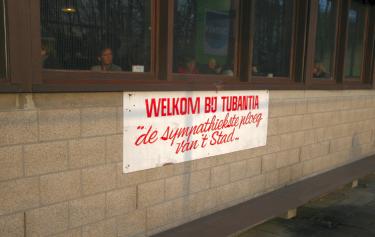 WELKOM BIJ TUBANTIA
"de sympathiekste ploeg
van 't Stad„